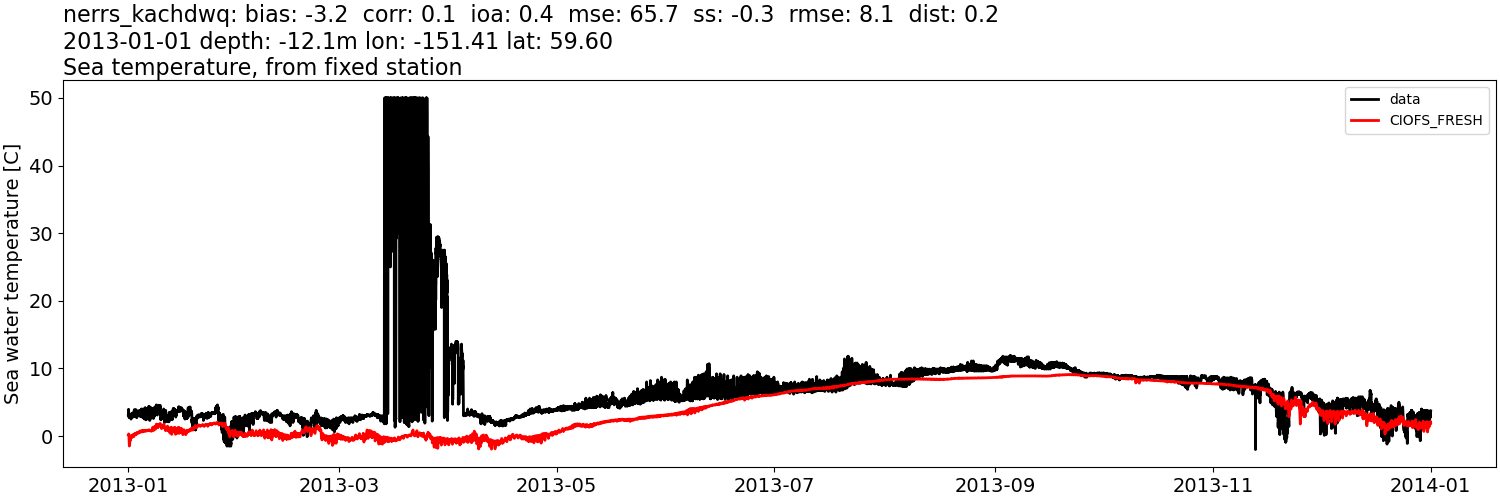 nerrs_kachdwq: bias: -3.2  corr: 0.1  ioa: 0.4  mse: 65.7  ss: -0.3  rmse: 8.1  dist: 0.2
2013-01-01 depth: -12.1m lon: -151.41 lat: 59.60
Sea temperature, from fixed station
data
CIOFS_FRESH
Sea water temperature [C]
50
40
30
20
10
0
2013-01
2013-03
2013-05
2013-07
2013-09
2013-11
2014-01